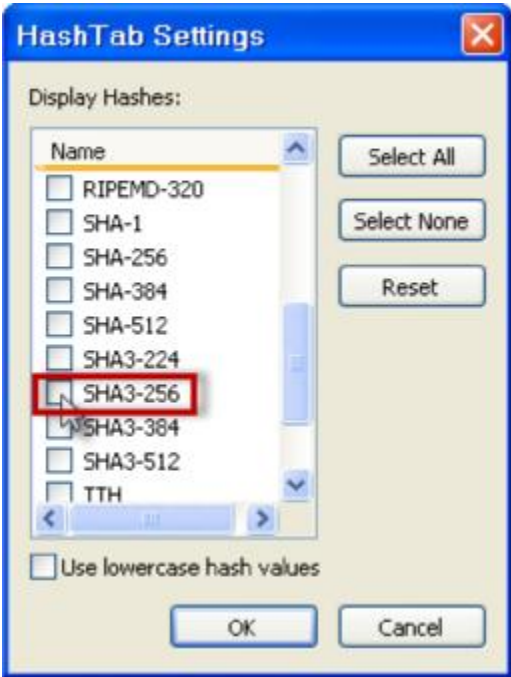 HashTab Settings
Display Hashes:
Name
RIPEMD-320
SHA-1
SHA-256
SHA-384
SHA-512
SHA3-224
SHA3-256
SHA3-384
SHA3-512
TTH
Use lowercase hash values
Select All
Select None
Reset
OK
Cancel